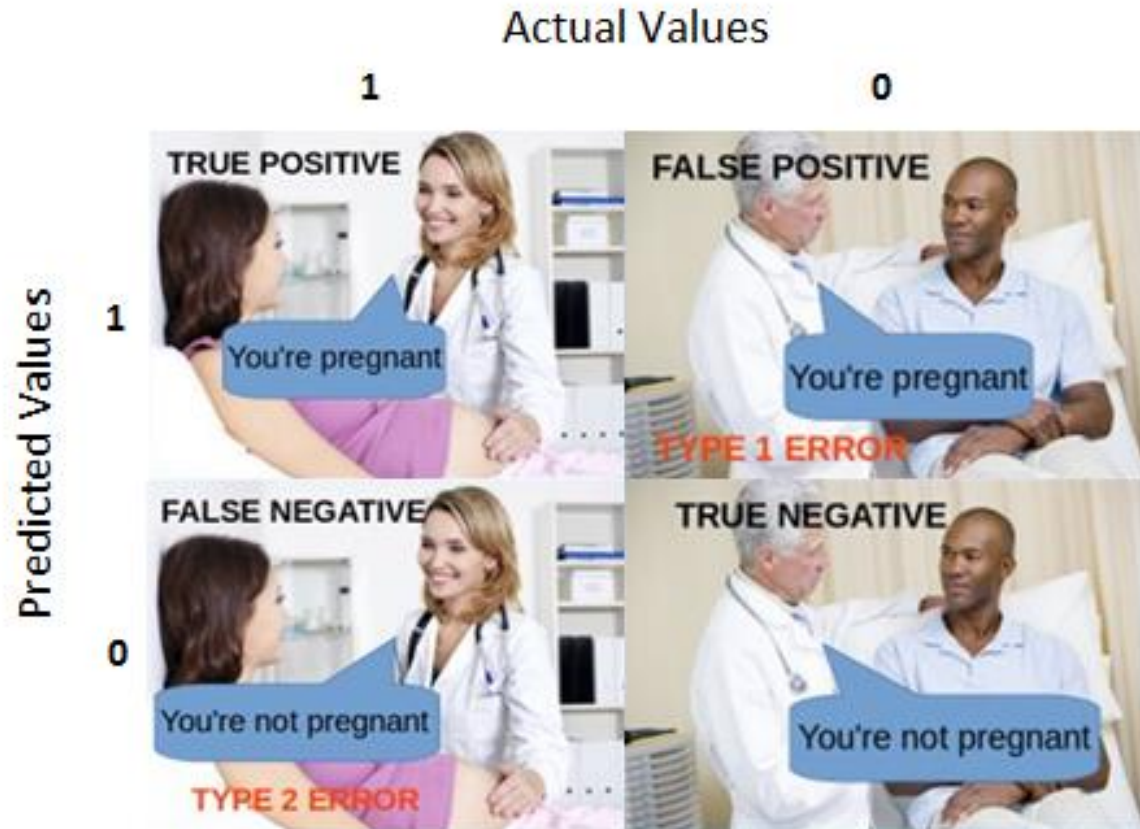 Actual Values
1
0
TRUE POSITIVE
FALSE POSITIVE
Predicted Values
1
You're pregnant
You're pregnant
TYPE 1 ERROR
FALSE NEGATIVE
TRUE NEGATIVE
0
You're not pregnant
You're not pregnant
TYPE 2 ERROR